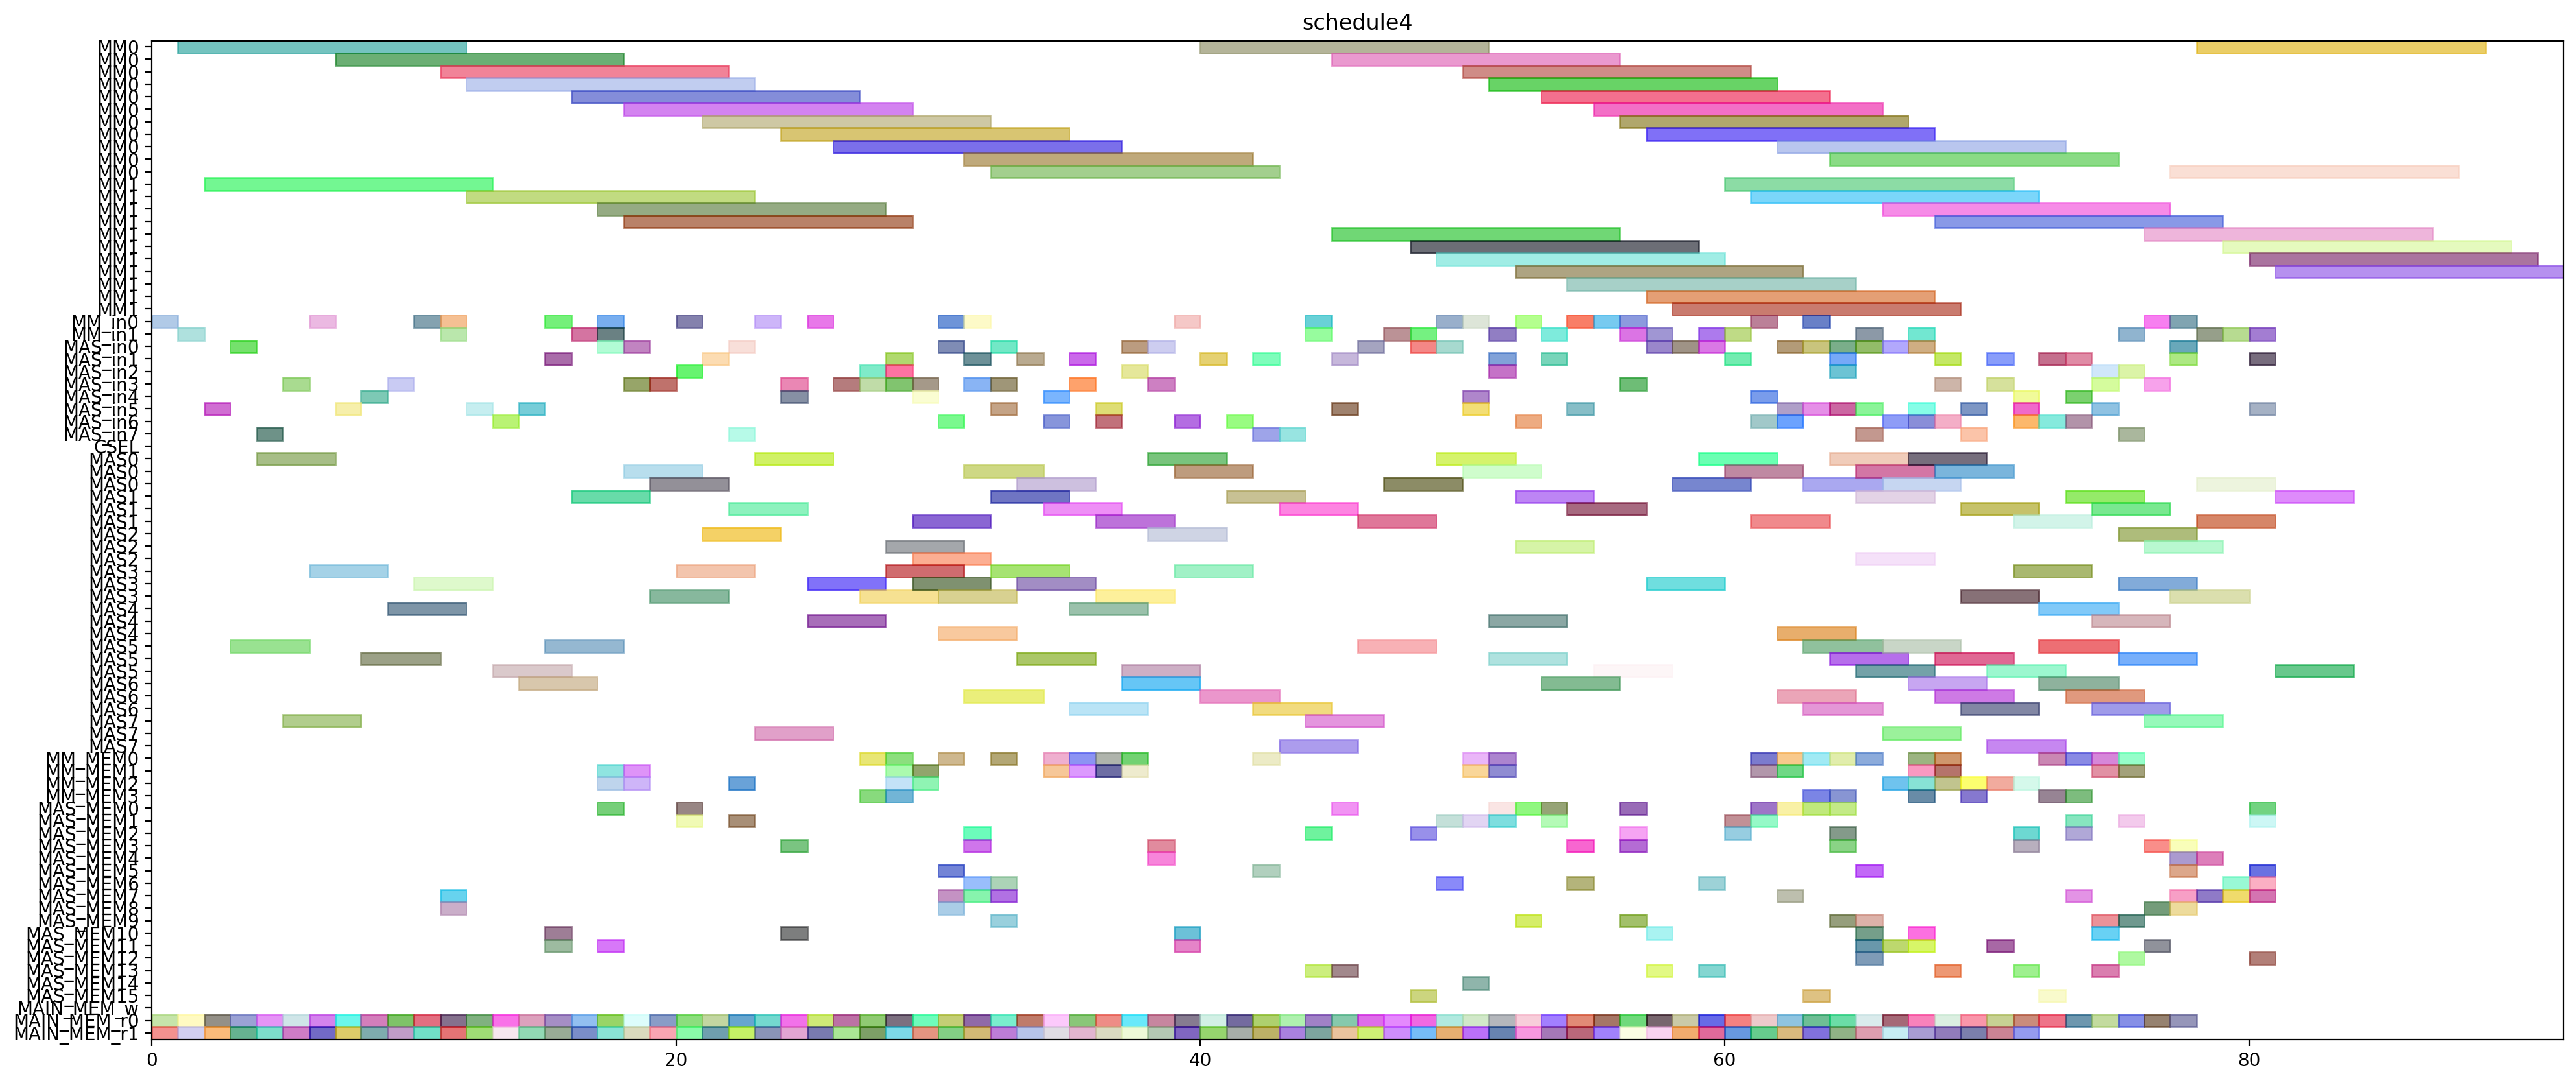 schedule4
MM0
MM0
MM0
MM0
MM0
MM0
MM0
MM0
MM0
MM0
MM0
MM1
MM1
MM1
MM1
MM1
MM1
MM1
MM1
MM1
MM1
MM1
MM_in0
MM_in1
MAS_in0
MAS_in1
MAS_in2
MAS_in3
MAS_in4
MAS_in5
MAS_in6
MAS_in7
CSEL
MAS0
MAS0
MAS0
MAS1
MAS1
MAS1
MAS2
MAS2
MAS2
MAS3
MAS3
MAS3
MAS4
MAS4
MAS4
MAS5
MAS5
MAS5
MAS6
MAS6
MAS6
MAS7
MAS7
MAS7
MM_MEM0
MM_MEM1
MM_MEM2
MM_MEM3
MAS_MEM0
MAS_MEM1
MAS_MEM2
MAS_MEM3
MAS_MEM4
MAS_MEM5
MAS_MEM6
MAS_MEM7
MAS_MEM8
MAS_MEM9
MAS_MEM10
MAS_MEM11
MAS_MEM12
MAS_MEM13
MAS_MEM14
MAS_MEM15
MAIN_MEM_w
MAIN_MEM_r0
MAIN_MEM_r1
0 20 40 60 80